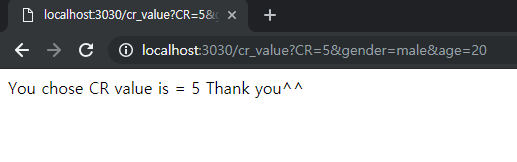 localhost:3030/cr_value?CR=5&g
localhost:3030/cr_value?CR=5&gender=male&age=20
You chose CR value is = 5 Thank you^^